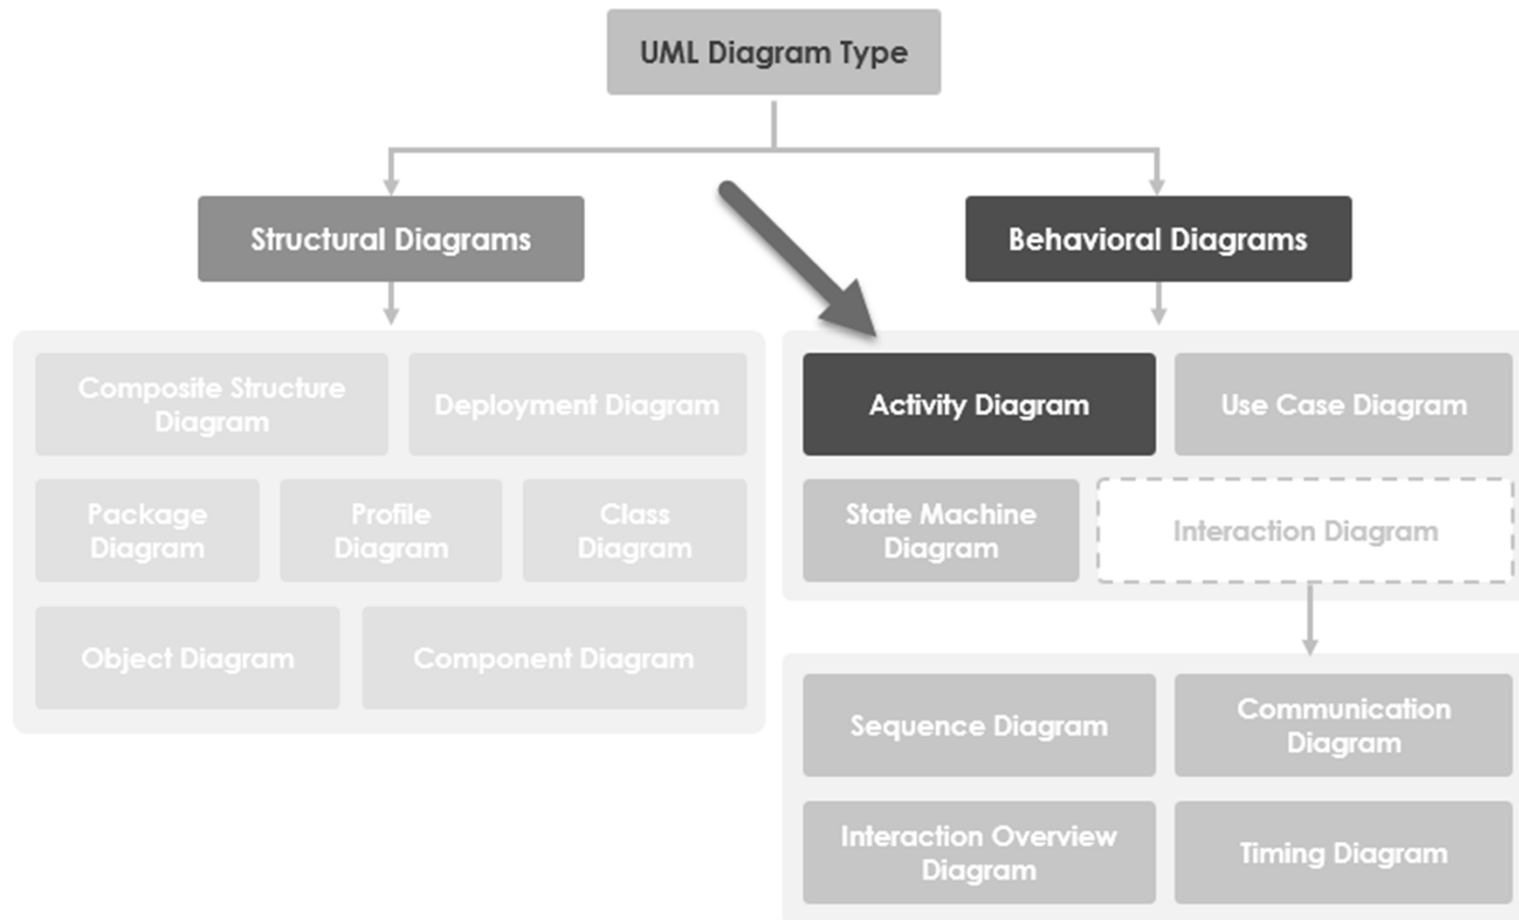 UML Diagram Type
Structural Diagrams
Behavioral Diagrams
Composite Structure
Diagram
Deployment Diagram
Package
Diagram
Profile
Diagram
Class
Diagram
Object Diagram
Component Diagram
Activity Diagram
Use Case Diagram
State Machine
Diagram
Interaction Diagram
Sequence Diagram
Communication
Diagram
Interaction Overview
Diagram
Timing Diagram